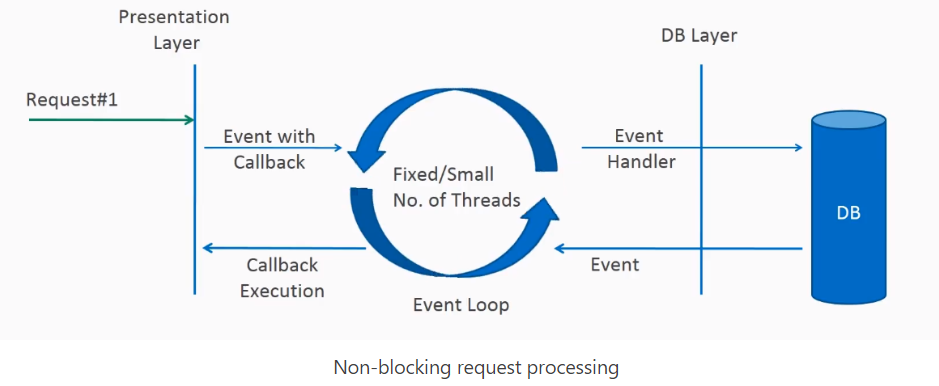 Presentation
Layer
DB Layer
Request#1
Event with
Callback
Fixed/Small
No. of Threads
Event
Handler
DB
Callback
Execution
Event
Event Loop
Non-blocking request processing